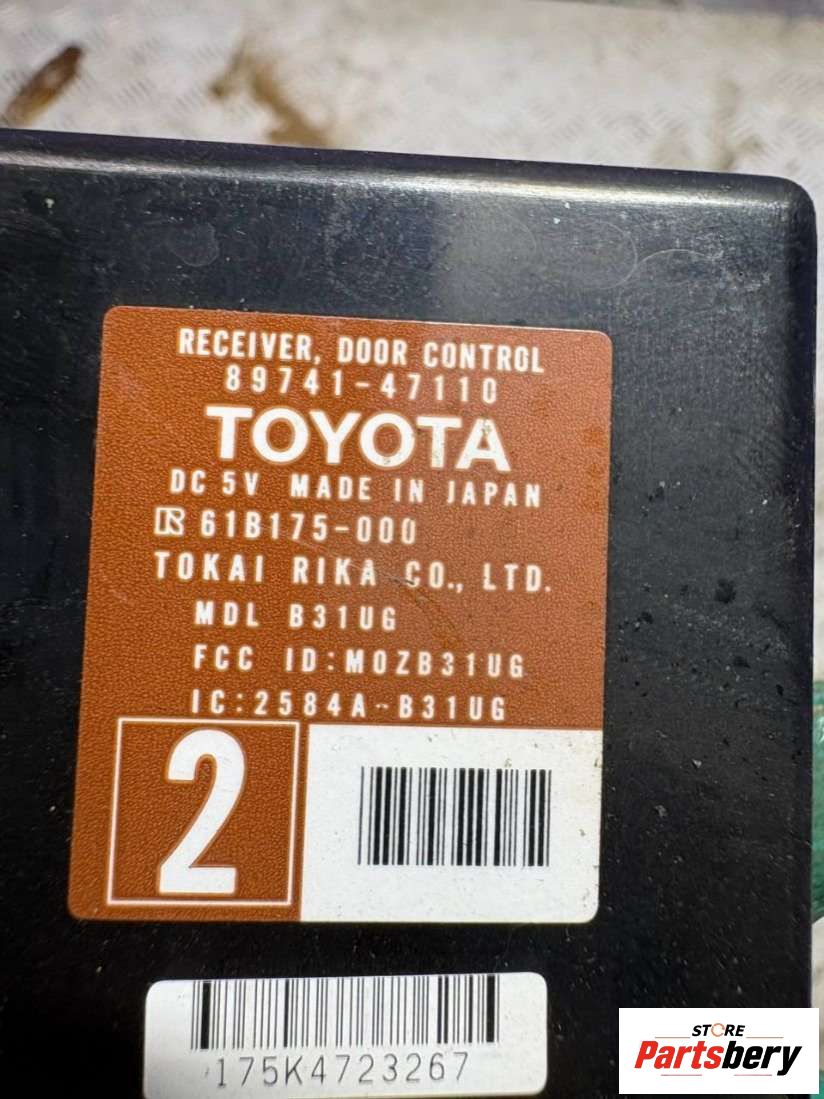 RECEIVER, DOOR CONTROL
89741-47110
TOYOTA
DC 5V MADE IN JAPAN
R 61B175-000
TOKAI RIKA CO., LTD.
MDL B31UG
FCC ID:MOZB31UG
IC:2584A-B31UG
2
175K4723267
STORE
Partsbery